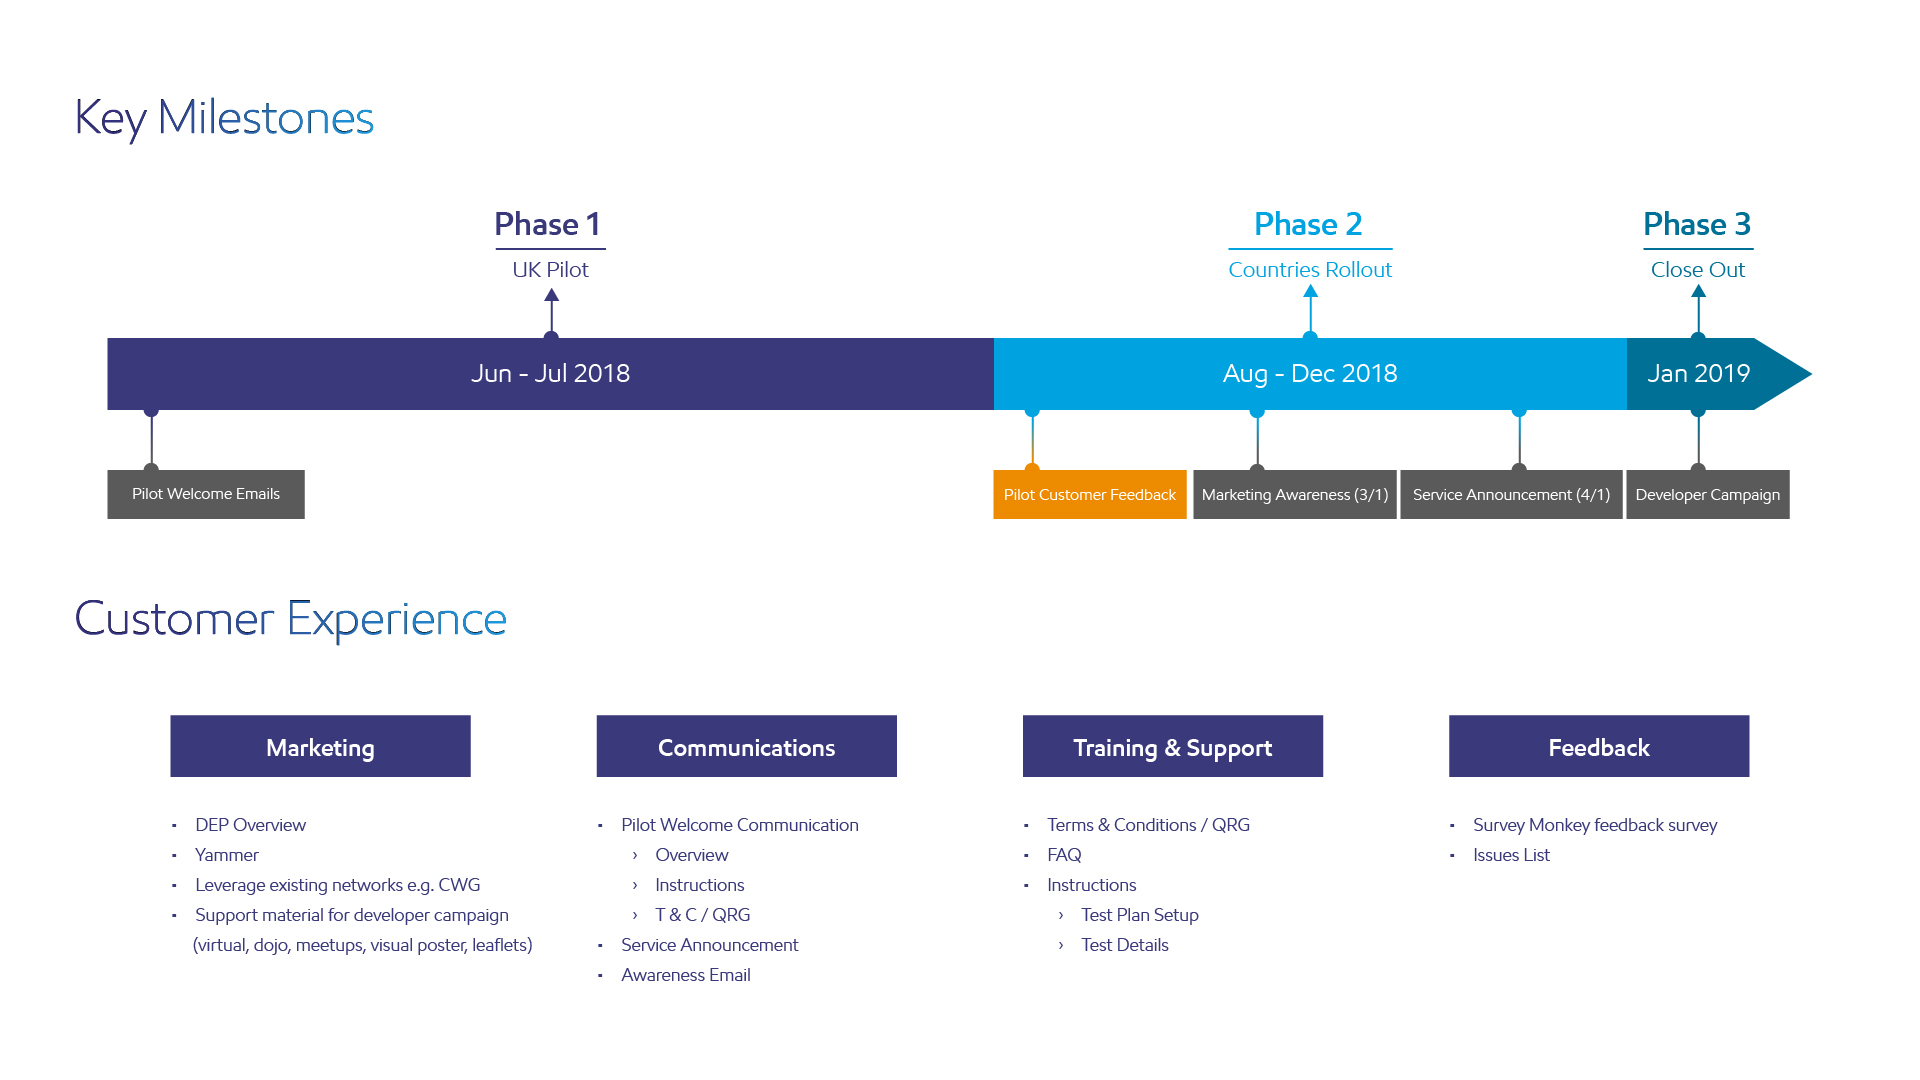 Key Milestones
Phase 1
UK Pilot
Phase 2
Countries Rollout
Phase 3
Close Out
Jun - Jul 2018
Aug - Dec 2018
Jan 2019
Pilot Welcome Emails
Pilot Customer Feedback
Marketing Awareness (3/1)
Service Announcement (4/1)
Developer Campaign
Customer Experience
Marketing
▪ DEP Overview
▪ Yammer
▪ Leverage existing networks e.g. CWG
▪ Support material for developer campaign
(virtual, dojo, meetups, visual poster, leaflets)
Communications
▪ Pilot Welcome Communication
› Overview
› Instructions
› T & C / QRG
▪ Service Announcement
▪ Awareness Email
Training & Support
▪ Terms & Conditions / QRG
▪ FAQ
▪ Instructions
› Test Plan Setup
› Test Details
Feedback
▪ Survey Monkey feedback survey
▪ Issues List